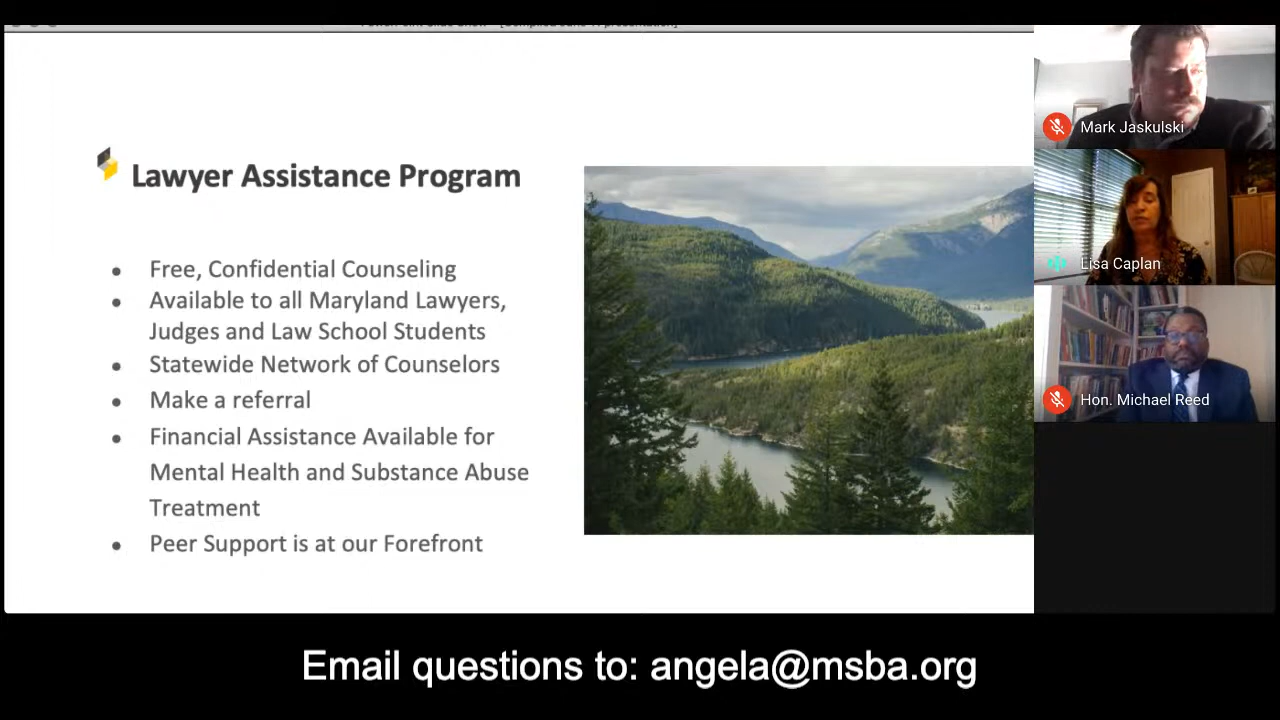 Lawyer Assistance Program
• Free, Confidential Counseling
• Available to all Maryland Lawyers,
Judges and Law School Students
• Statewide Network of Counselors
• Make a referral
• Financial Assistance Available for
Mental Health and Substance Abuse
Treatment
• Peer Support is at our Forefront
Mark Jaskulski
Lisa Caplan
Hon. Michael Reed
Email questions to: angela@msba.org